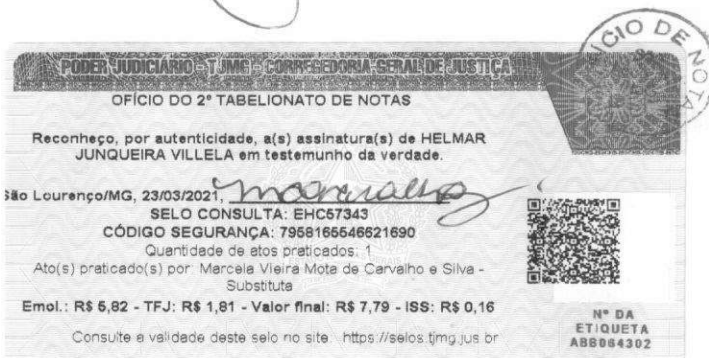 PODER JUDICIÁRIO - TJMG - CORREGEDORIA-GERAL DE JUSTIÇA
OFÍCIO DO 2º TABELIONATO DE NOTAS
Reconheço, por autenticidade, a(s) assinatura(s) de HELMAR
JUNQUEIRA VILLELA em testemunho da verdade.
São Lourenço/MG, 23/03/2021,
SELO CONSULTA: EHC57343
CÓDIGO SEGURANÇA: 7958165546521690
Quantidade de atos praticados: 1
Ato(s) praticado(s) por: Marcela Vieira Mota de Carvalho e Silva -
Substituta
Emol.: R$ 5,82 - TFJ: R$ 1,81 - Valor final: R$ 7,79 - ISS: R$ 0,16
Consulte a validade deste selo no site: https://selos.tjmg.jus.br
Nº DA
ETIQUETA
ABB064302
CIO DE NOTA